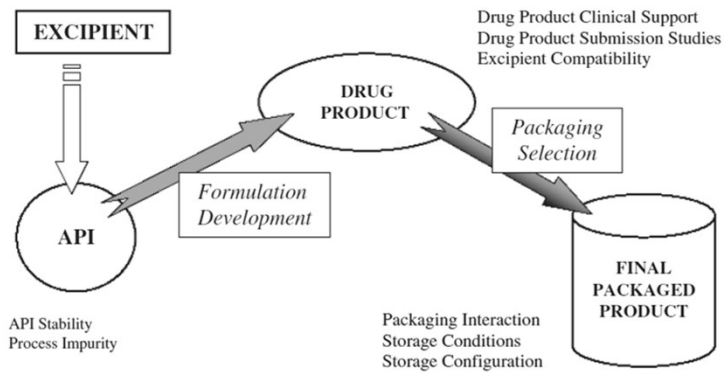 EXCIPIENT
Drug Product Clinical Support
Drug Product Submission Studies
Excipient Compatibility
DRUG
PRODUCT
Packaging
Selection
Formulation
Development
API
FINAL
PACKAGED
PRODUCT
API Stability
Process Impurity
Packaging Interaction
Storage Conditions
Storage Configuration